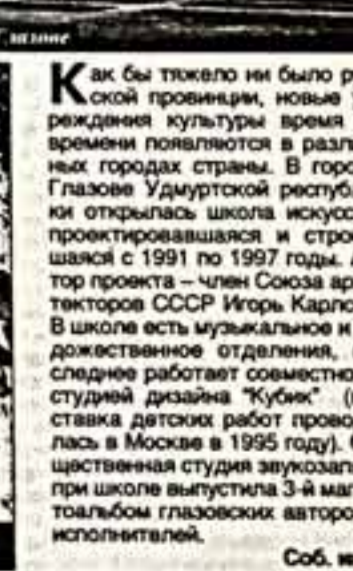 Как бы тяжело ни было р
ской провинции, новые
реждения культуры время
времени появляются в разл
ных городах страны. В горо
Глазове Удмуртской республ
ки открылась школа искусс
проектировавшаяся и стро
шаяся с 1991 по 1997 годы. А
тор проекта – член Союза ар
текторов СССР Игорь Карло
В школе есть музыкальное и
дожественное отделения,
следнее работает совместно
студией дизайна "Кубик" (
ставка детских работ прово
лась в Москве в 1995 году). О
щественная студия звукозап
при школе выпустила 3-й маг
тоальбом глазовских авторо
исполнитвлей.
Соб.